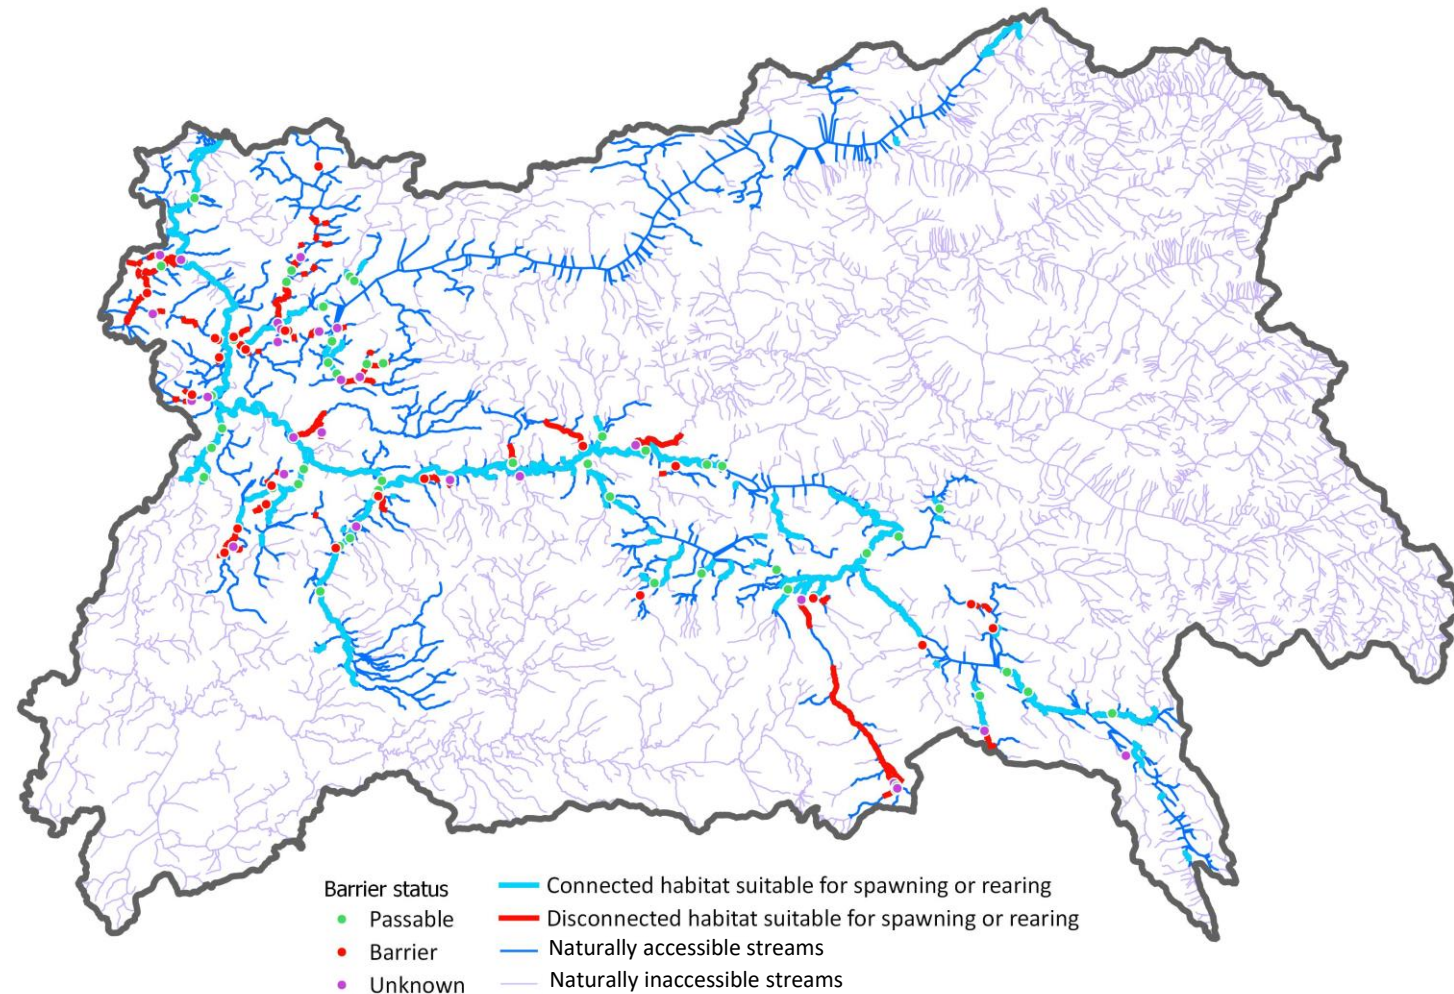 Barrier status
Passable
Barrier
Unknown
Connected habitat suitable for spawning or rearing
Disconnected habitat suitable for spawning or rearing
Naturally accessible streams
Naturally inaccessible streams